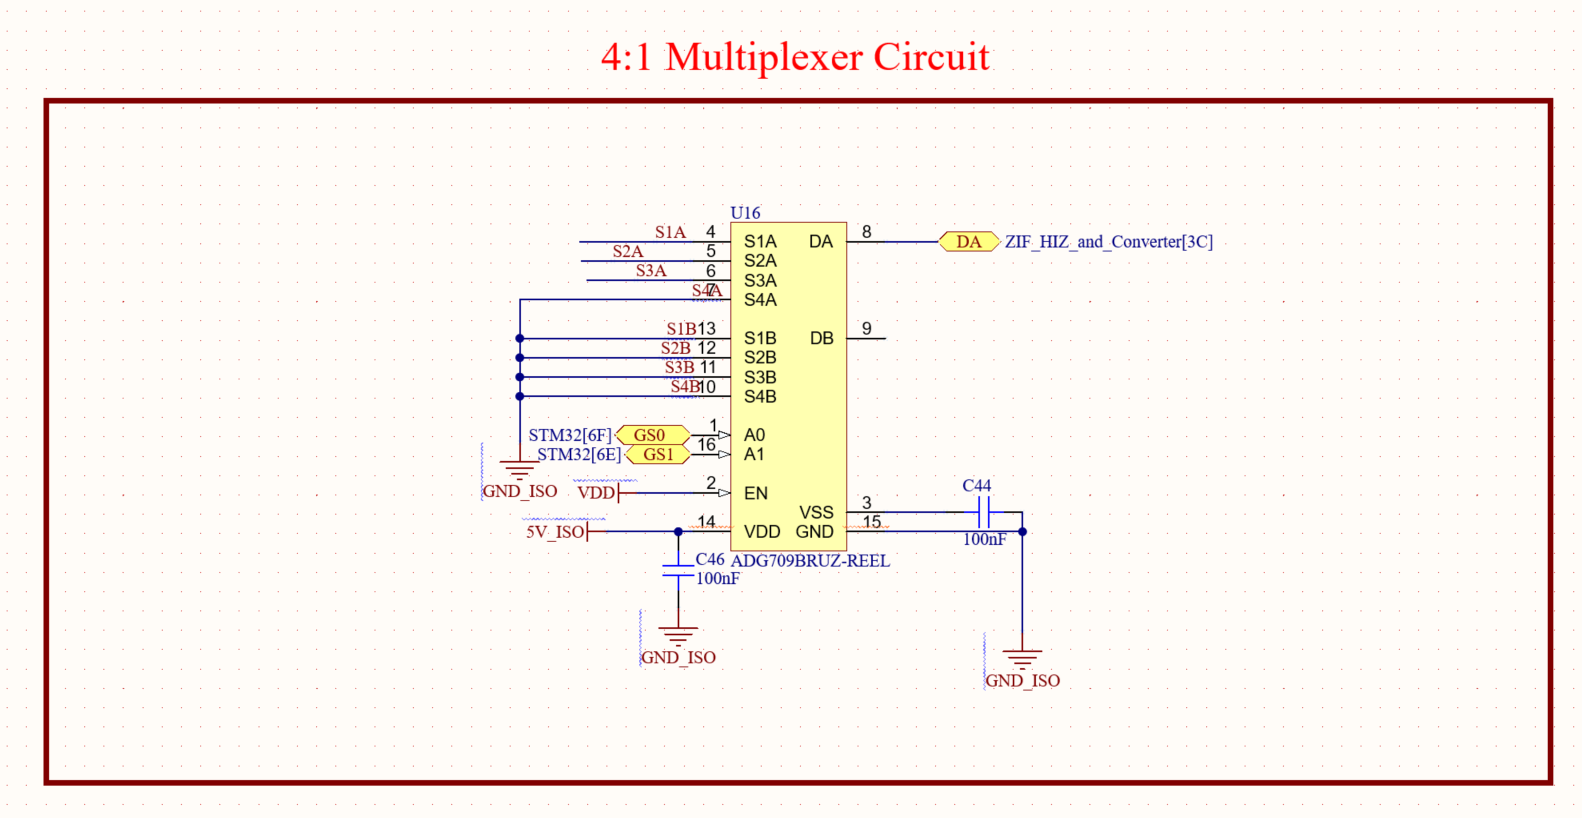 4:1 Multiplexer Circuit
U16
S1A 4 S1A DA 8 DA ZIF_HIZ_and_Converter[3C]
S2A 5 S2A
S3A 6 S3A
S4A 7 S4A
S1B 13 S1B DB 9
S2B 12 S2B
S3B 11 S3B
S4B 10 S4B
STM32[6F] GS0 1 A0
STM32[6E] GS1 16 A1
GND_ISO VDD 2 EN C44
VSS 3
5V_ISO 14 VDD GND 15 100nF
C46 ADG709BRUZ-REEL
100nF
GND_ISO
GND_ISO